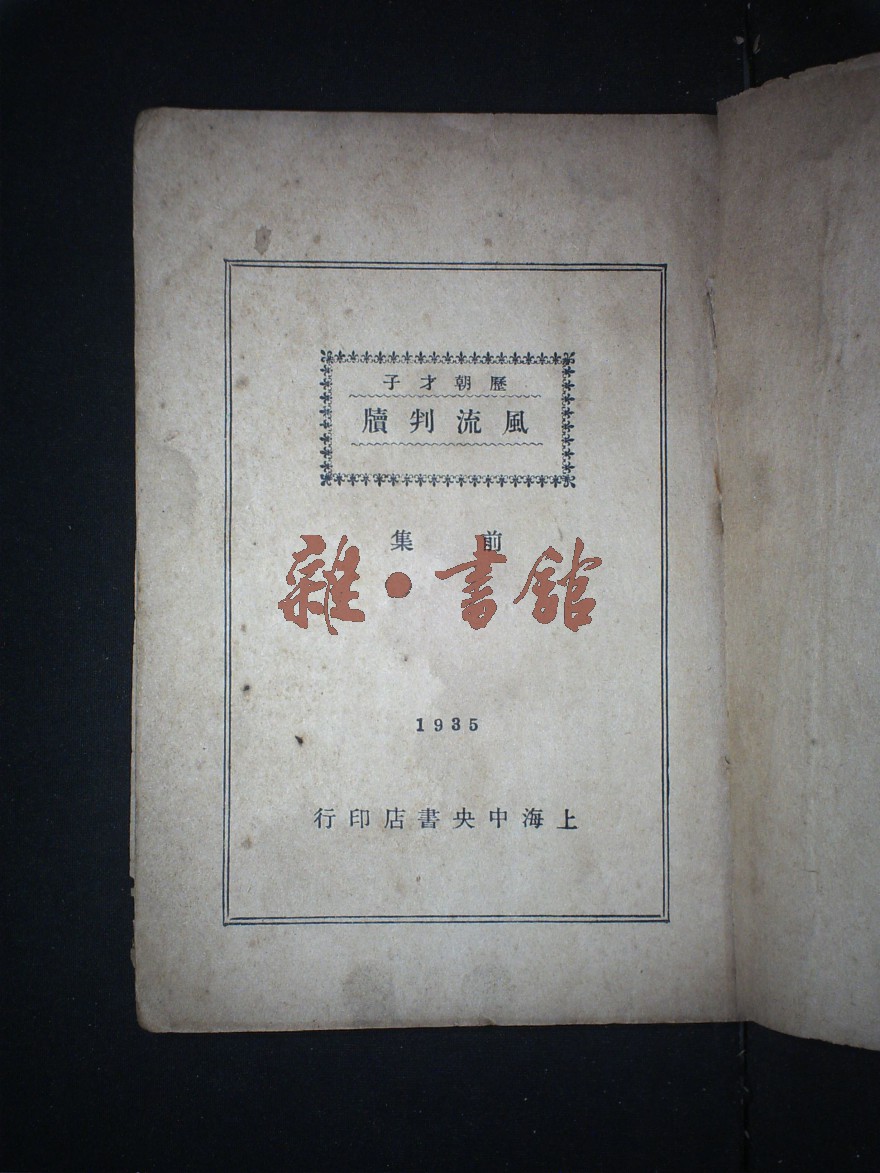 歷朝才子
風流判牘
前集
雜·書館
1935
上海中央書店印行